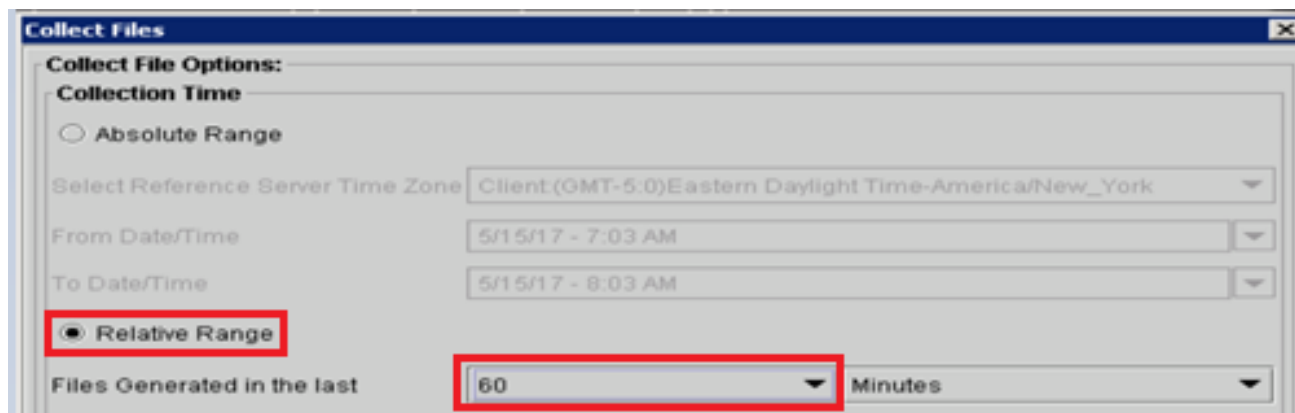 Collect Files
Collect File Options:
Collection Time
Absolute Range
Select Reference Server Time Zone Client:(GMT-5:0)Eastern Daylight Time-America/New_York
From Date/Time 5/15/17 - 7:03 AM
To Date/Time 5/15/17 - 8:03 AM
Relative Range
Files Generated in the last 60 Minutes